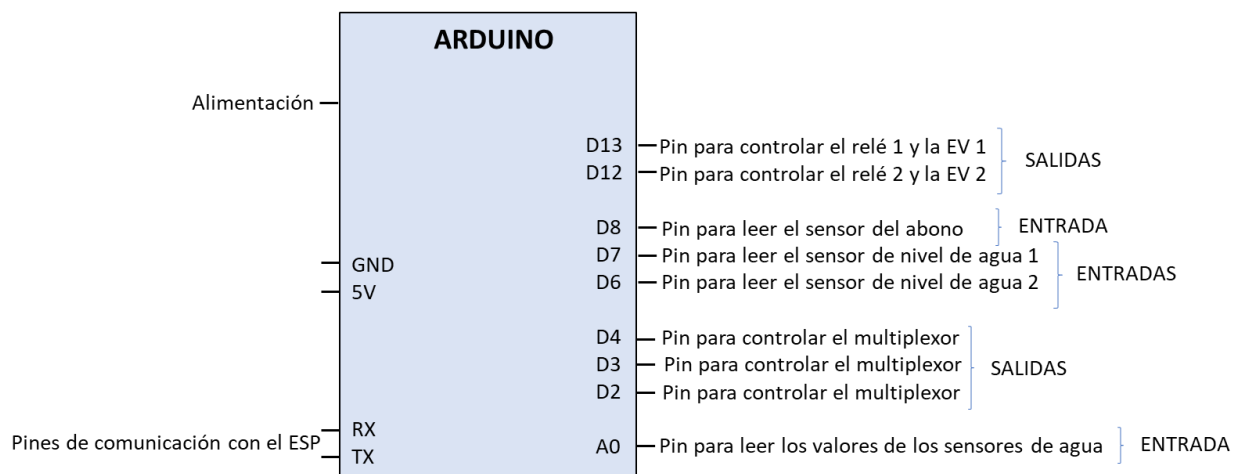 ARDUINO
Alimentación
D13 Pin para controlar el relé 1 y la EV 1
D12 Pin para controlar el relé 2 y la EV 2
SALIDAS
D8 Pin para leer el sensor del abono ENTRADA
D7 Pin para leer el sensor de nivel de agua 1
D6 Pin para leer el sensor de nivel de agua 2
ENTRADAS
GND
5V
D4 Pin para controlar el multiplexor
D3 Pin para controlar el multiplexor
D2 Pin para controlar el multiplexor
SALIDAS
Pines de comunicación con el ESP
RX
TX
A0 Pin para leer los valores de los sensores de agua ENTRADA